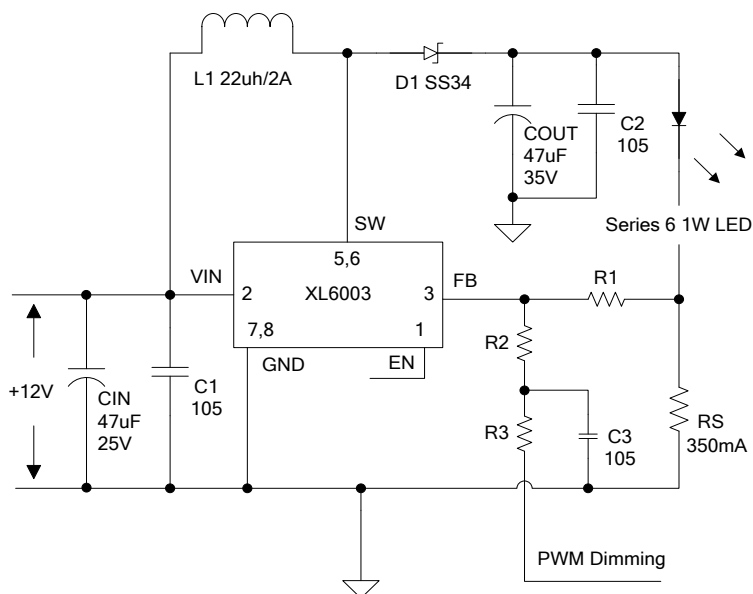 L1 22uh/2A
D1 SS34
COUT
47uF
35V
C2
105
SW
Series 6 1W LED
5,6
VIN
FB
R1
2
XL6003
3
7,8
1
R2
GND
EN
+12V
CIN
47uF
25V
C1
105
R3
C3
105
RS
350mA
PWM Dimming